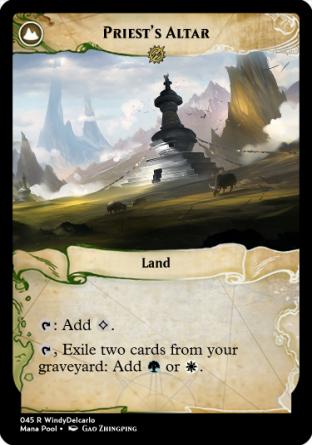 PRIEST'S ALTAR
Land
: Add .
, Exile two cards from your
graveyard: Add or .
045 R WindyDelcarlo
Mana Pool • GAO ZHINGPING